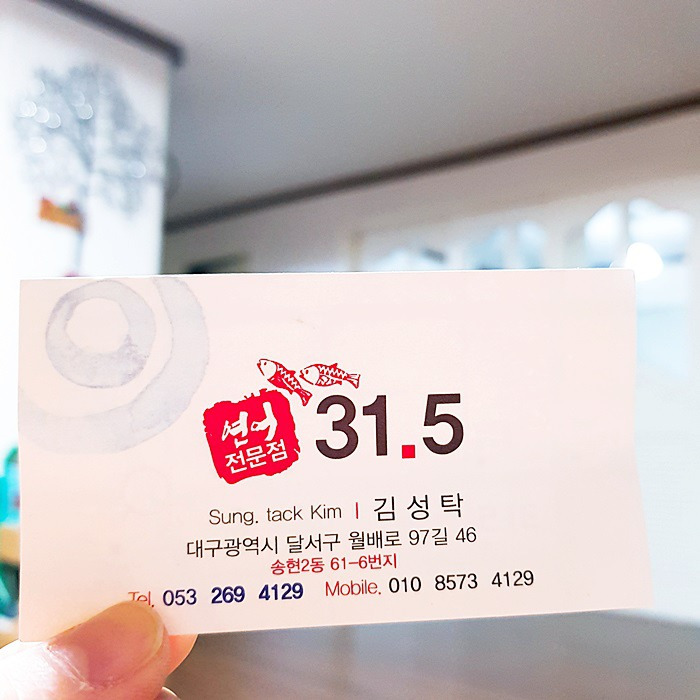 연어
전문점
31.5
Sung. tack Kim | 김성탁
대구광역시 달서구 월배로 97길 46
송현2동 61-6번지
Tel. 053 269 4129 Mobile. 010 8573 4129